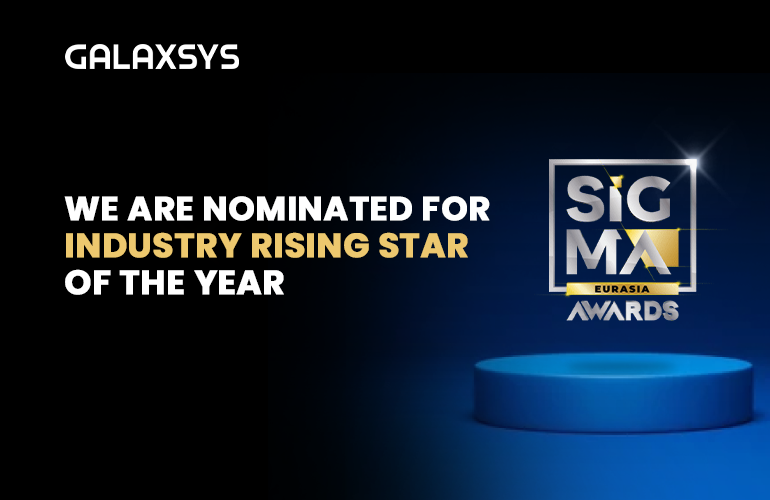 GALAXSYS
WE ARE NOMINATED FOR
INDUSTRY RISING STAR
OF THE YEAR
SiG
MA
EURASIA
AWARDS